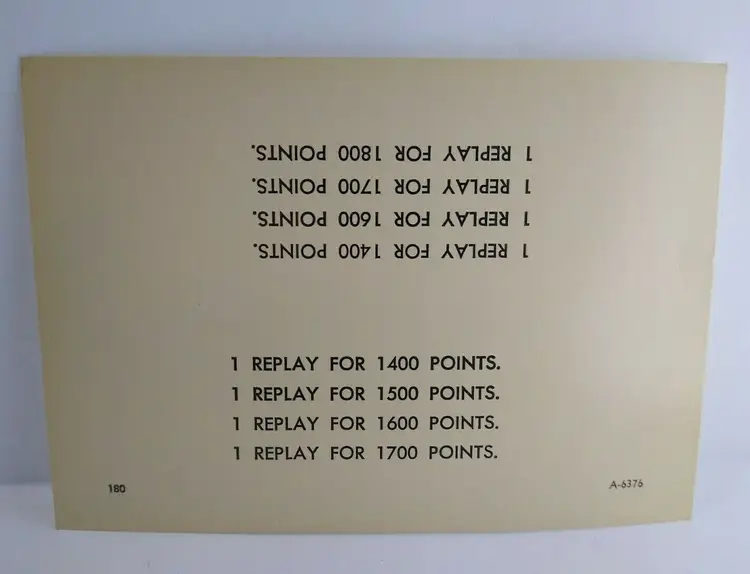 1 REPLAY FOR 1800 POINTS.
1 REPLAY FOR 1700 POINTS.
1 REPLAY FOR 1600 POINTS.
1 REPLAY FOR 1400 POINTS.
1 REPLAY FOR 1400 POINTS.
1 REPLAY FOR 1500 POINTS.
1 REPLAY FOR 1600 POINTS.
1 REPLAY FOR 1700 POINTS.
180
A-6376